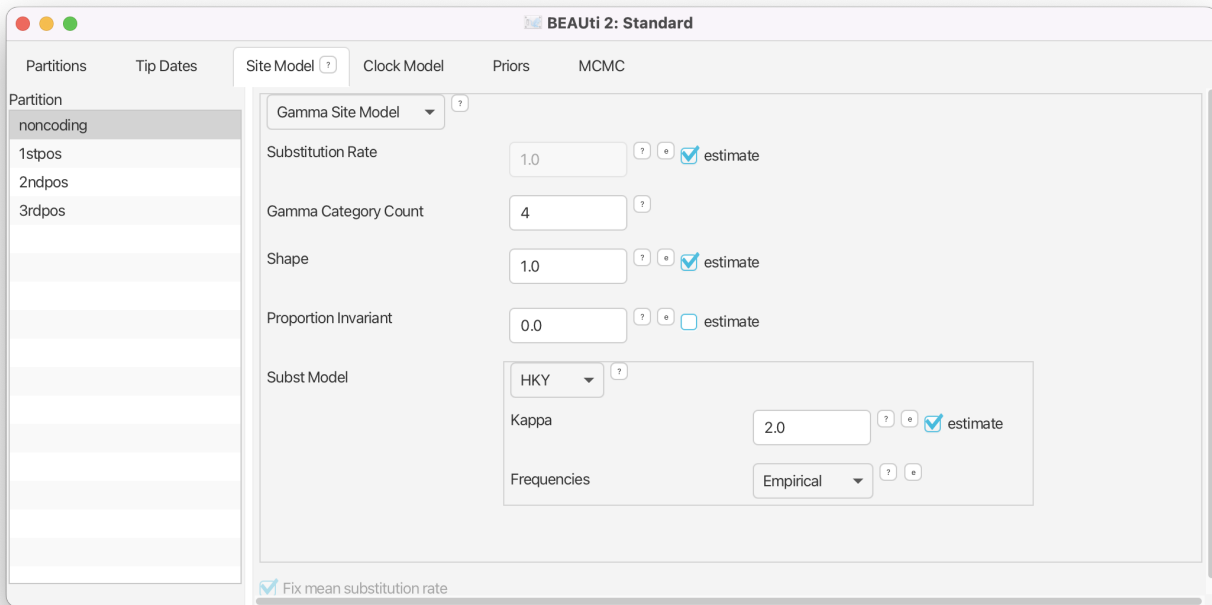 BEAUti 2: Standard
Partitions Tip Dates Site Model ? Clock Model Priors MCMC
Partition
noncoding
1stpos
2ndpos
3rdpos
Gamma Site Model ?
Substitution Rate 1.0 ? e estimate
Gamma Category Count 4 ?
Shape 1.0 ? e estimate
Proportion Invariant 0.0 ? e estimate
Subst Model HKY ?
Kappa 2.0 ? e estimate
Frequencies Empirical ? e
Fix mean substitution rate